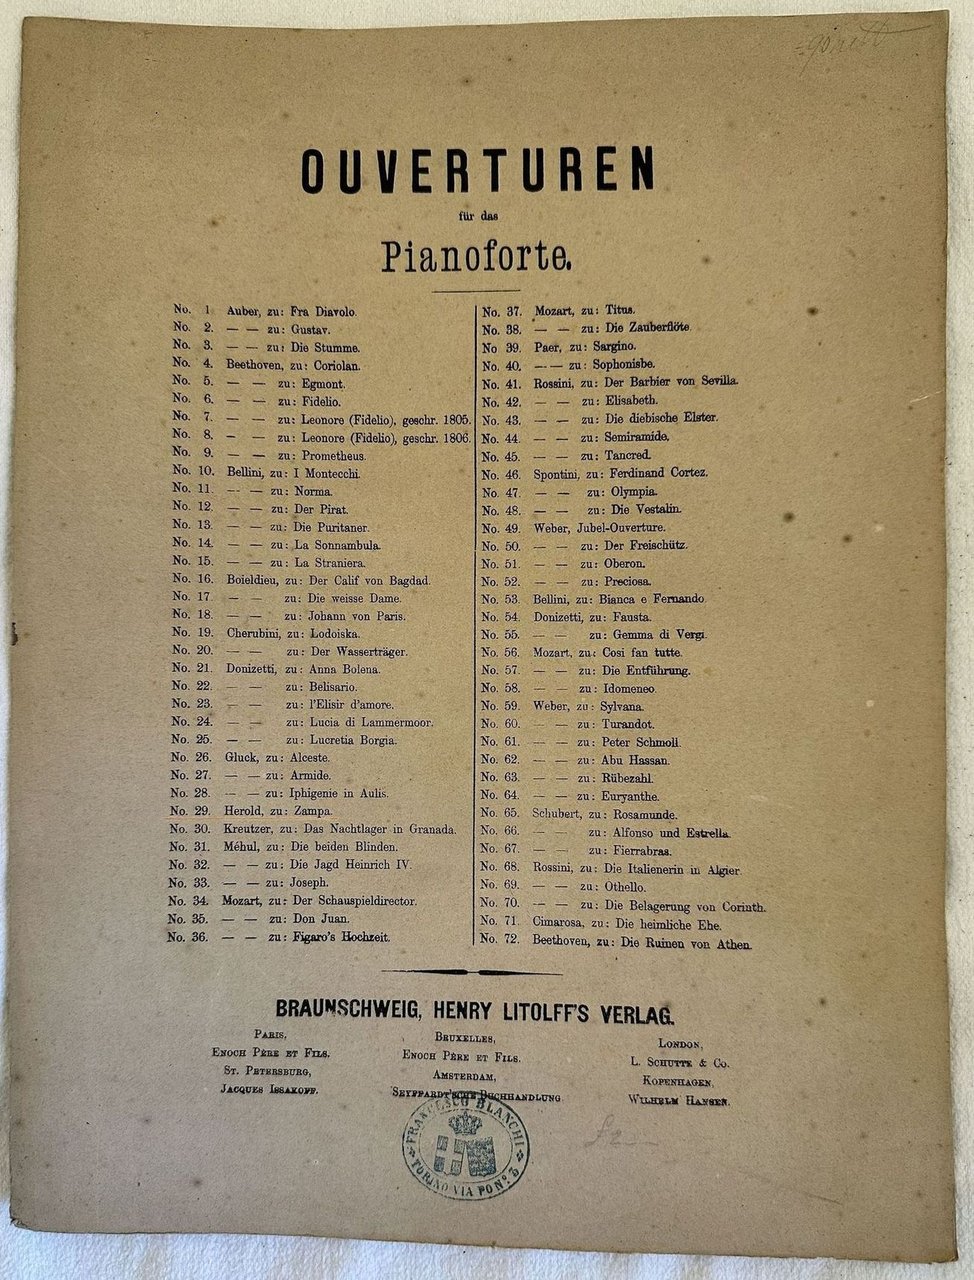 OUVERTUREN
für das
Pianoforte.
No. 1 Auber, zu: Fra Diavolo.
No. 2. — — zu: Gustav.
No. 3. — — zu: Die Stumme.
No. 4. Beethoven, zu: Coriolan.
No. 5. — — zu: Egmont.
No. 6. — — zu: Fidelio.
No. 7. — — zu: Leonore (Fidelio), geschr. 1805.
No. 8. — — zu: Leonore (Fidelio), geschr. 1806.
No. 9. — — zu: Prometheus.
No. 10. Bellini, zu: I Montecchi.
No. 11. — — zu: Norma.
No. 12. — — zu: Der Pirat.
No. 13. — — zu: Die Puritaner.
No. 14. — — zu: La Sonnambula.
No. 15. — — zu: La Straniera.
No. 16. Boieldieu, zu: Der Calif von Bagdad.
No. 17. — — zu: Die weisse Dame.
No. 18. — — zu: Johann von Paris.
No. 19. Cherubini, zu: Lodoiska.
No. 20. — — zu: Der Wasserträger.
No. 21. Donizetti, zu: Anna Bolena.
No. 22. — — zu: Belisario.
No. 23. — — zu: l'Elisir d'amore.
No. 24. — — zu: Lucia di Lammermoor.
No. 25. — — zu: Lucretia Borgia.
No. 26. Gluck, zu: Alceste.
No. 27. — — zu: Armide.
No. 28. — — zu: Iphigenie in Aulis.
No. 29. Herold, zu: Zampa.
No. 30. Kreutzer, zu: Das Nachtlager in Granada.
No. 31. Méhul, zu: Die beiden Blinden.
No. 32. — — zu: Die Jagd Heinrich IV.
No. 33. — — zu: Joseph.
No. 34. Mozart, zu: Der Schauspieldirector.
No. 35. — — zu: Don Juan.
No. 36. — — zu: Figaro's Hochzeit.
No. 37. Mozart, zu: Titus.
No. 38. — — zu: Die Zauberflöte.
No 39. Paer, zu: Sargino.
No. 40. — — zu: Sophonisbe.
No. 41. Rossini, zu: Der Barbier von Sevilla.
No. 42. — — zu: Elisabeth.
No. 43. — — zu: Die diebische Elster.
No. 44. — — zu: Semiramide.
No. 45. — — zu: Tancred.
No. 46. Spontini, zu: Ferdinand Cortez.
No. 47. — — zu: Olympia.
No. 48. — — zu: Die Vestalin.
No. 49. Weber, Jubel-Ouverture.
No. 50. — — zu: Der Freischütz.
No. 51. — — zu: Oberon.
No. 52. — — zu: Preciosa.
No. 53. Bellini, zu: Bianca e Fernando.
No. 54. Donizetti, zu: Fausta.
No. 55. — — zu: Gemma di Vergi.
No. 56. Mozart, zu: Cosi fan tutte.
No. 57. — — zu: Die Entführung.
No. 58. — — zu: Idomeneo.
No. 59. Weber, zu: Sylvana.
No. 60. — — zu: Turandot.
No. 61. — — zu: Peter Schmoll.
No. 62. — — zu: Abu Hassan.
No. 63. — — zu: Rübezahl.
No. 64. — — zu: Euryanthe.
No. 65. Schubert, zu: Rosamunde.
No. 66. — — zu: Alfonso und Estrella.
No. 67. — — zu: Fierrabras.
No. 68. Rossini, zu: Die Italienerin in Algier.
No. 69. — — zu: Othello.
No. 70. — — zu: Die Belagerung von Corinth.
No. 71. Cimarosa, zu: Die heimliche Ehe.
No. 72. Beethoven, zu: Die Ruinen von Athen.
BRAUNSCHWEIG, HENRY LITOLFF'S VERLAG.
PARIS,
ENOCH PÈRE ET FILS.
ST. PETERSBURG,
JACQUES ISSAKOFF.
BRUXELLES,
ENOCH PÈRE ET FILS.
AMSTERDAM,
SEYFFARDT'SCHE BUCHHANDLUNG
LONDON,
L. SCHUTTE & Co.
KOPENHAGEN,
WILHELM HANSEN.
FRANCESCO BLANCHI
TORINO VIA PO N.º 2